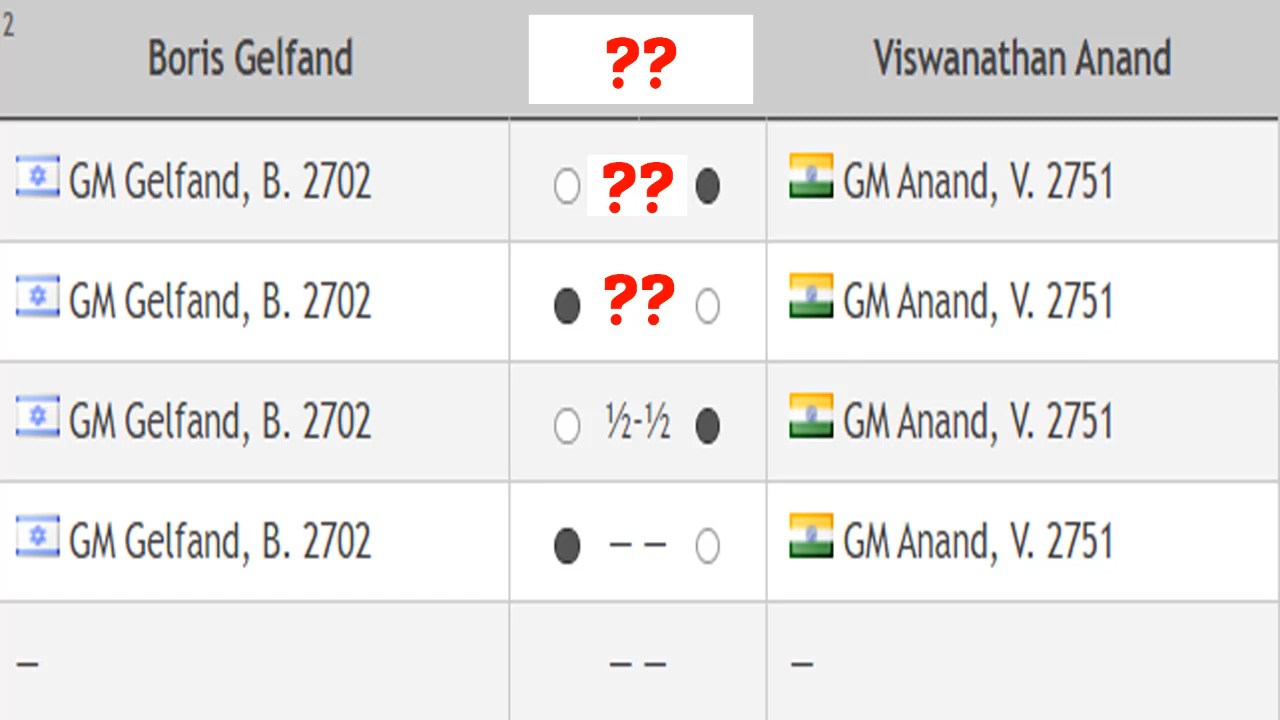 2
Boris Gelfand ?? Viswanathan Anand
GM Gelfand, B. 2702 ?? GM Anand, V. 2751
GM Gelfand, B. 2702 ?? GM Anand, V. 2751
GM Gelfand, B. 2702 ½-½ GM Anand, V. 2751
GM Gelfand, B. 2702 – – GM Anand, V. 2751
– – – –